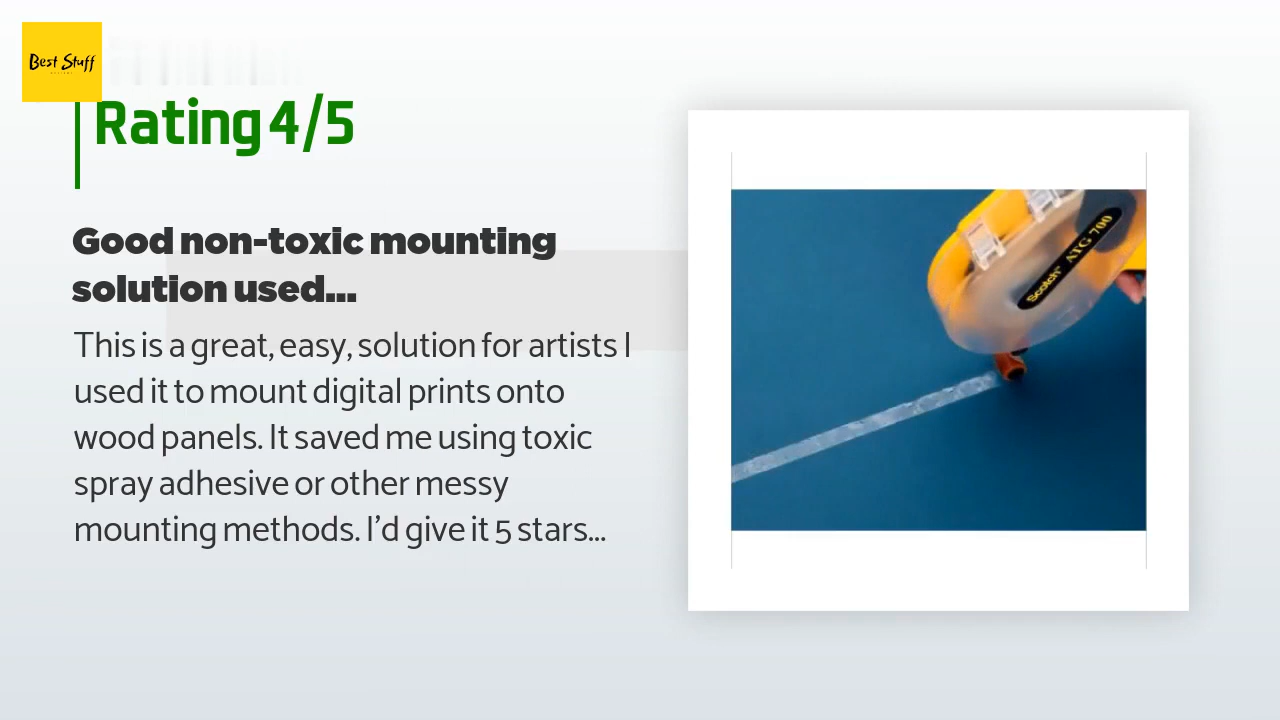 Best Stuff
Rating 4/5
Good non-toxic mounting
solution used...
This is a great, easy, solution for artists I
used it to mount digital prints onto
wood panels. It saved me using toxic
spray adhesive or other messy
mounting methods. I'd give it 5 stars...
Scotch™ ATG 700